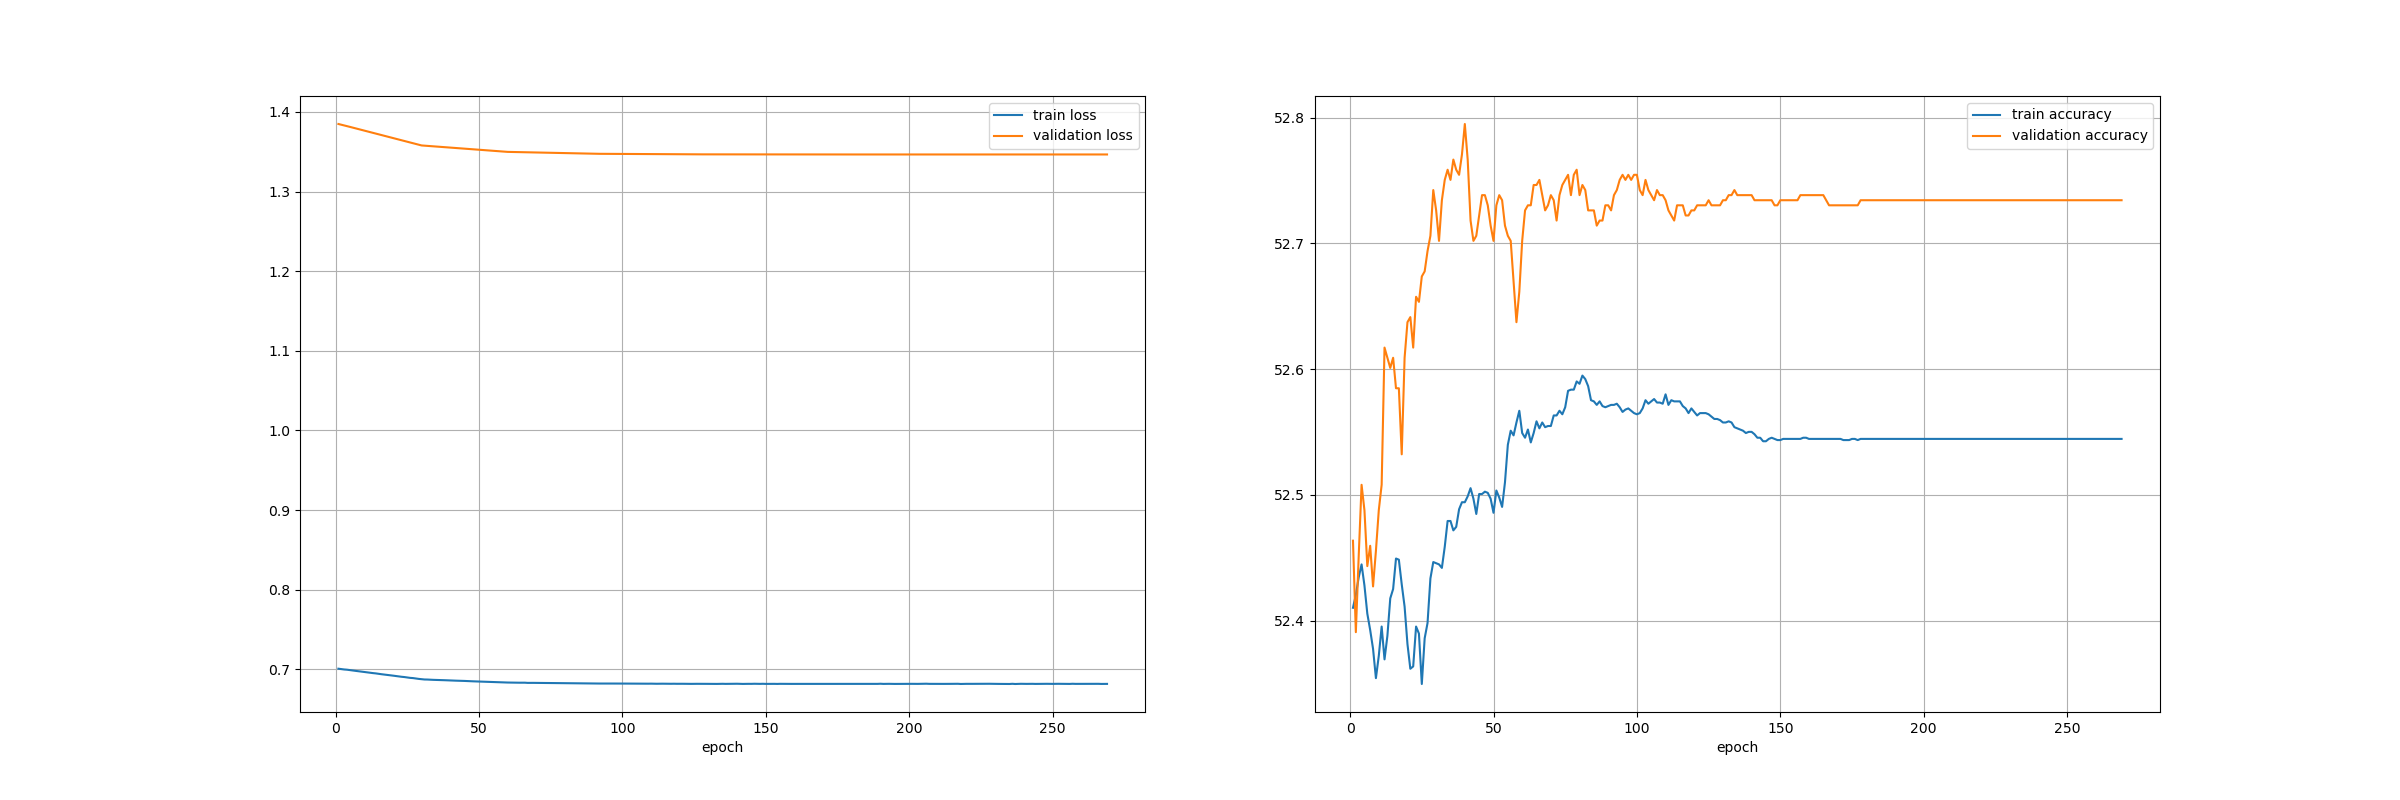 1.4
1.3
1.2
1.1
1.0
0.9
0.8
0.7
0 50 100 150 200 250
epoch
train loss
validation loss
52.8
52.7
52.6
52.5
52.4
0 50 100 150 200 250
epoch
train accuracy
validation accuracy